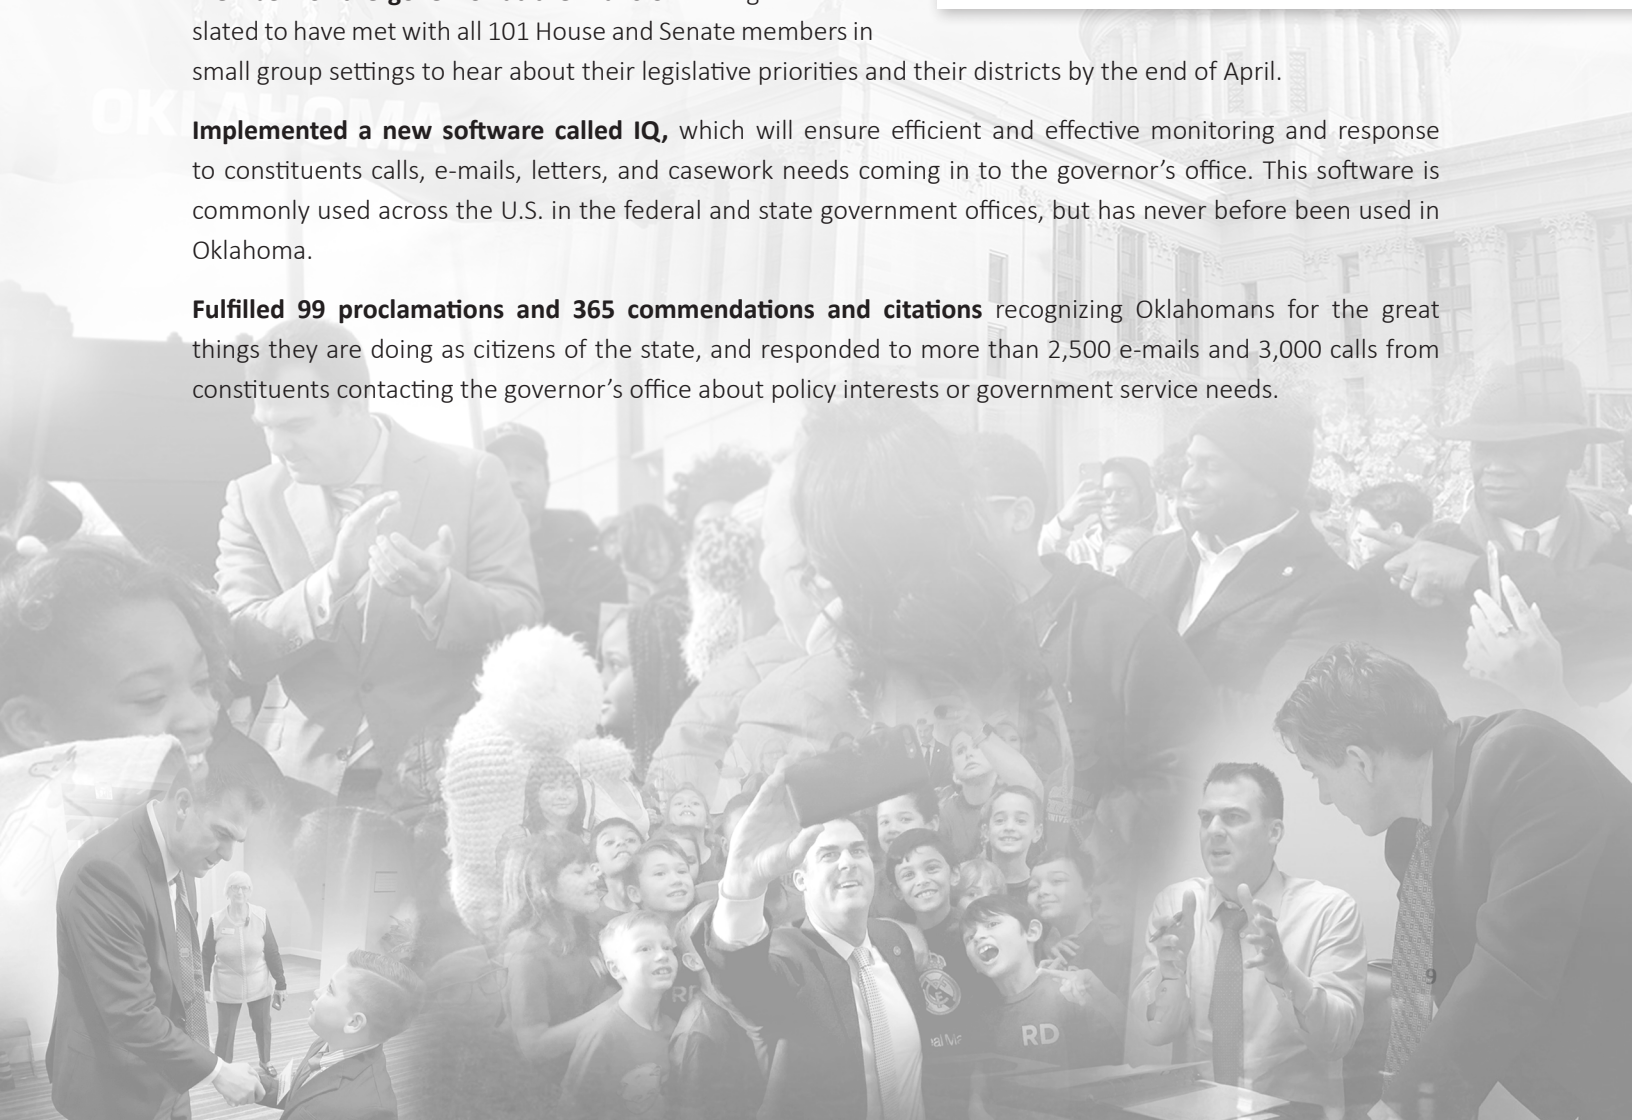 slated to have met with all 101 House and Senate members in
small group settings to hear about their legislative priorities and their districts by the end of April.
OKLAHOMA
Implemented a new software called IQ, which will ensure efficient and effective monitoring and response
to constituents calls, e-mails, letters, and casework needs coming in to the governor’s office. This software is
commonly used across the U.S. in the federal and state government offices, but has never before been used in
Oklahoma.
Fulfilled 99 proclamations and 365 commendations and citations recognizing Oklahomans for the great
things they are doing as citizens of the state, and responded to more than 2,500 e-mails and 3,000 calls from
constituents contacting the governor’s office about policy interests or government service needs.
9
RD